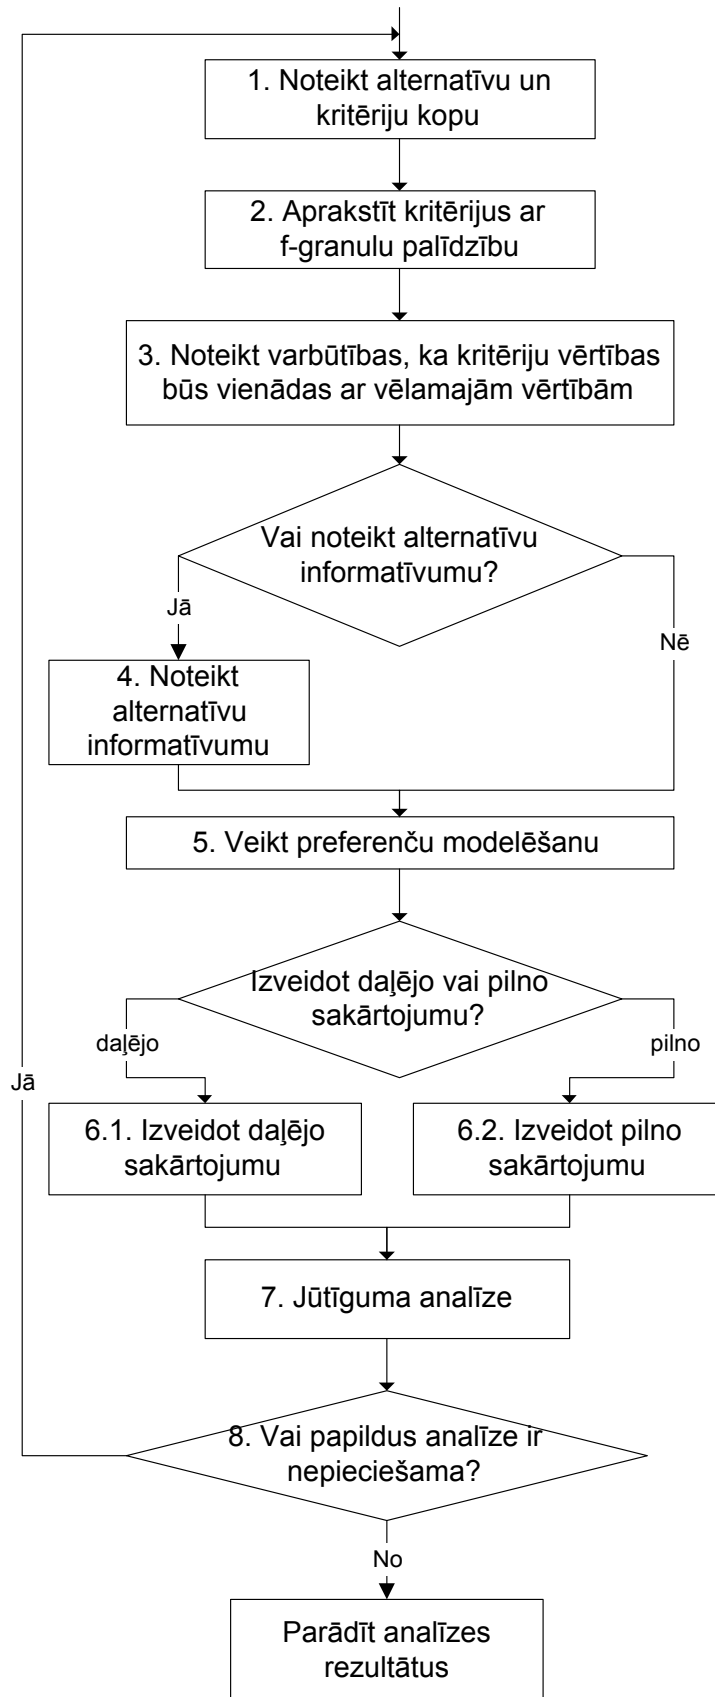 1. Noteikt alternatīvu un
kritēriju kopu
2. Aprakstīt kritērijus ar
f-granulu palīdzību
3. Noteikt varbūtības, ka kritēriju vērtības
būs vienādas ar vēlamajām vērtībām
Vai noteikt alternatīvu
informatīvumu?
Jā
Nē
4. Noteikt
alternatīvu
informatīvumu
5. Veikt preferenču modelēšanu
Izveidot daļējo vai pilno
sakārtojumu?
daļējo
pilno
Jā
6.1. Izveidot daļējo
sakārtojumu
6.2. Izveidot pilno
sakārtojumu
7. Jūtīguma analīze
8. Vai papildus analīze ir
nepieciešama?
No
Parādīt analīzes
rezultātus